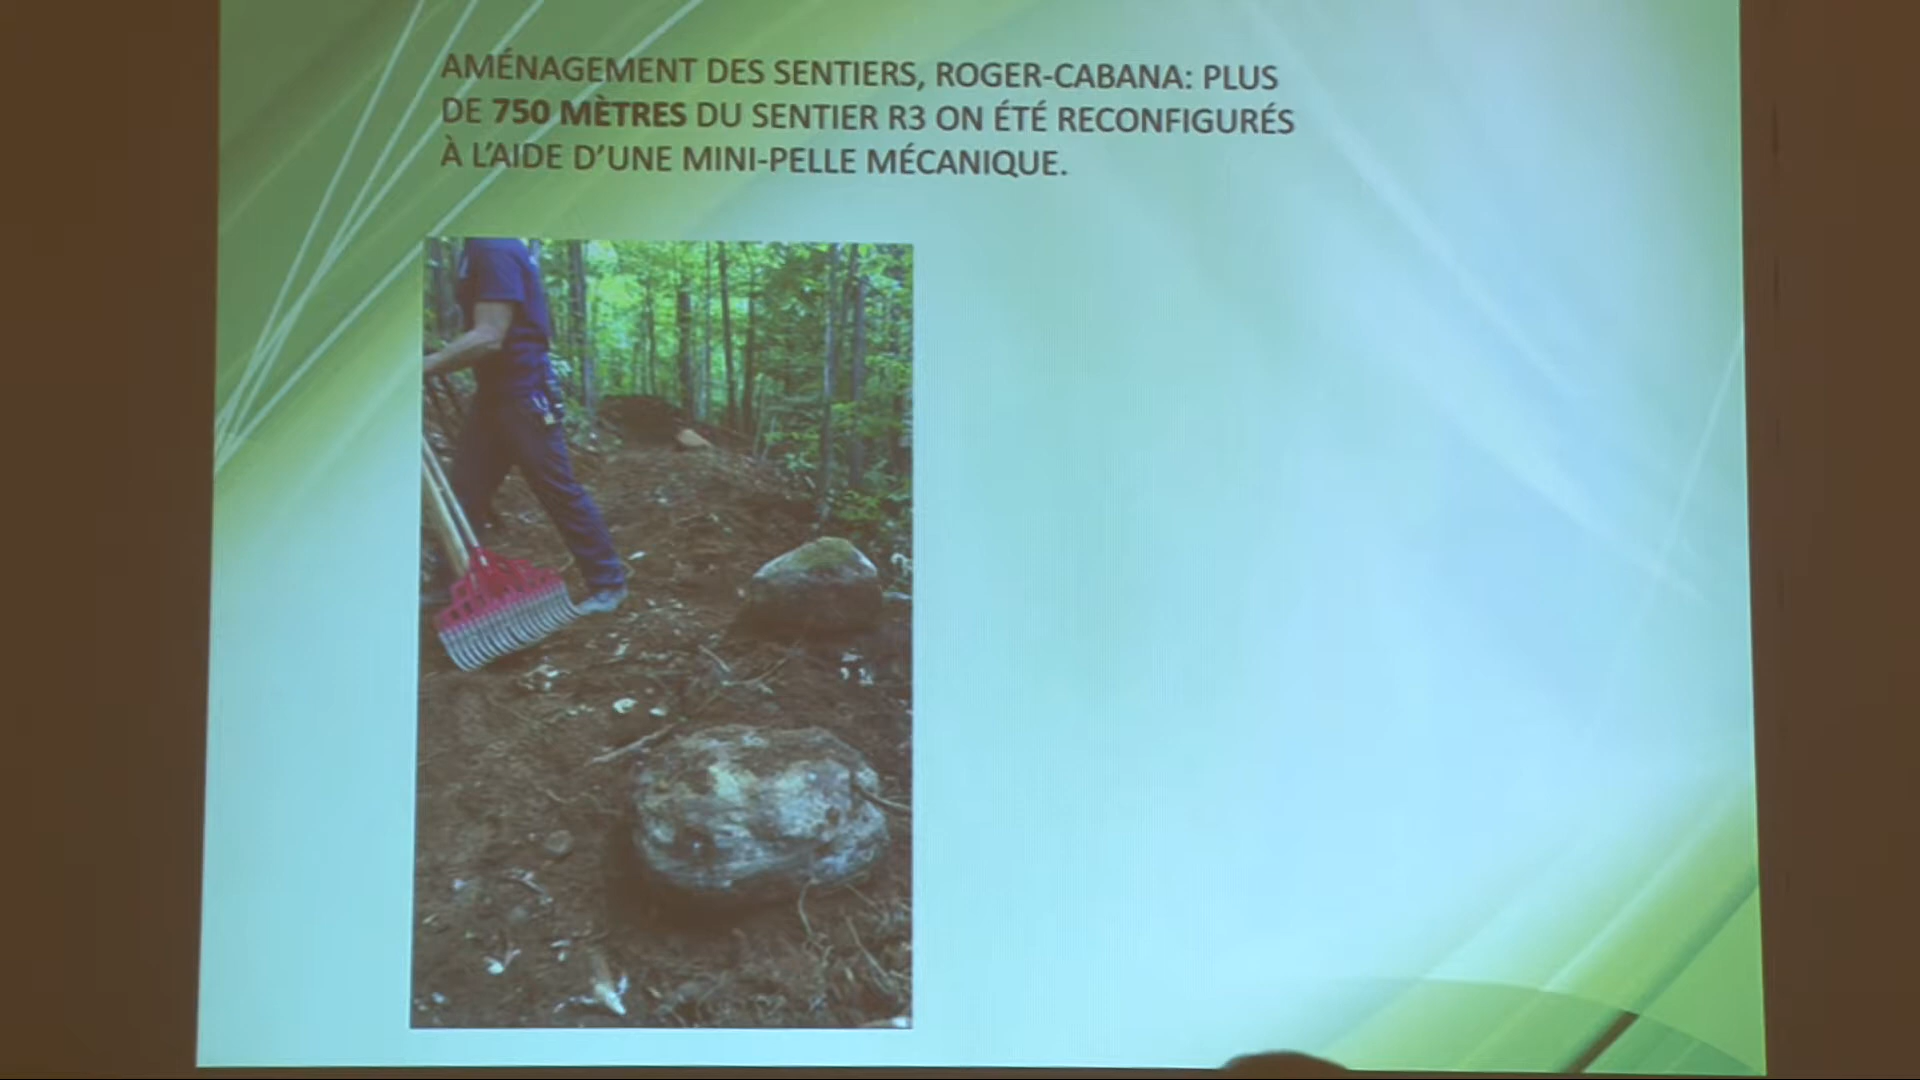 AMÉNAGEMENT DES SENTIERS, ROGER-CABANA: PLUS
DE 750 MÈTRES DU SENTIER R3 ON ÉTÉ RECONFIGURÉS
À L'AIDE D'UNE MINI-PELLE MÉCANIQUE.